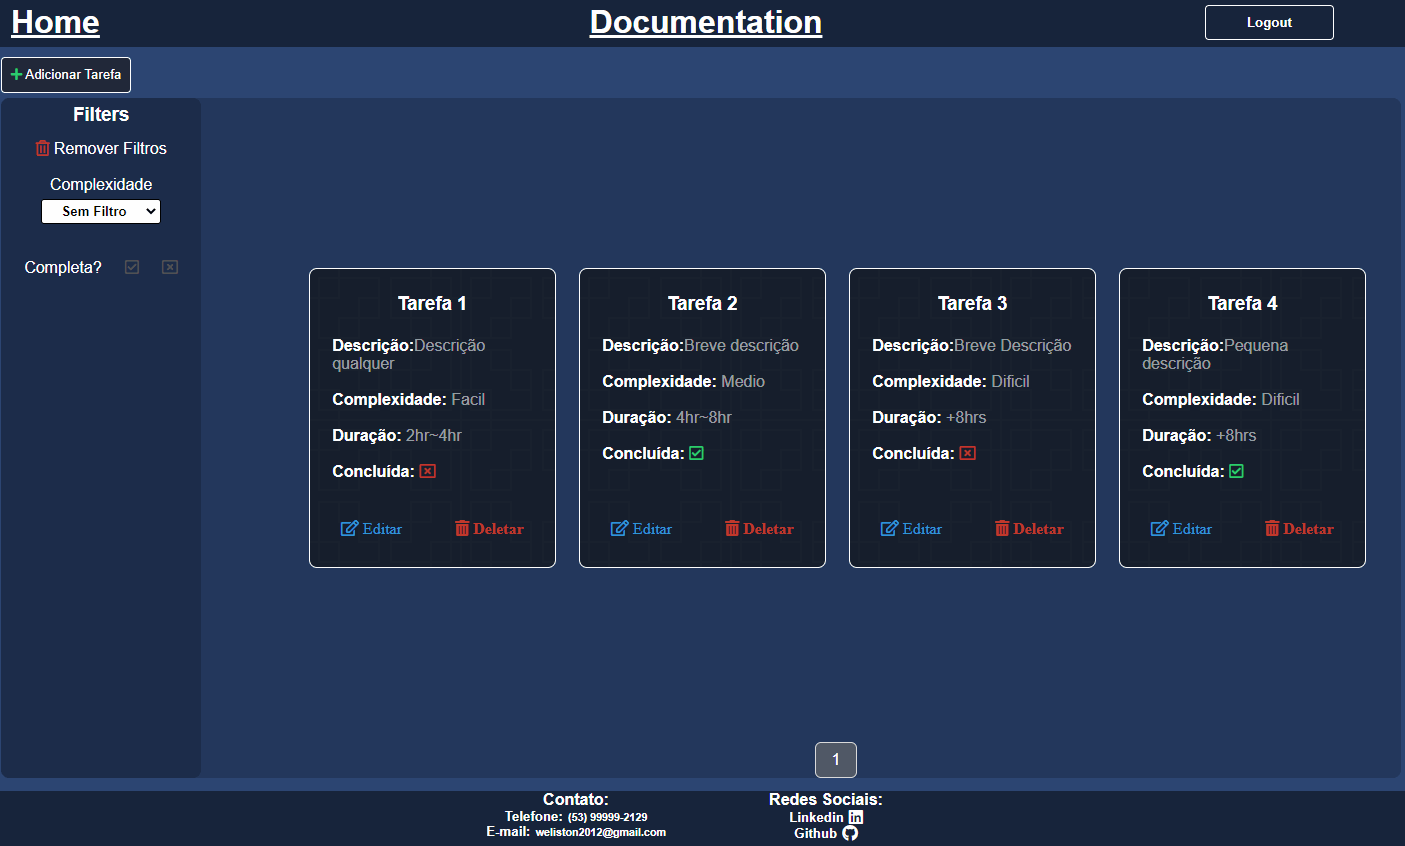 Home
Documentation
Logout
Adicionar Tarefa
Filters
Remover Filtros
Complexidade
Sem Filtro
Completa?
Tarefa 1
Descrição:Descrição
qualquer
Complexidade: Facil
Duração: 2hr~4hr
Concluída:
Editar
Deletar
Tarefa 2
Descrição:Breve descrição
Complexidade: Medio
Duração: 4hr~8hr
Concluída:
Editar
Deletar
Tarefa 3
Descrição:Breve Descrição
Complexidade: Dificil
Duração: +8hrs
Concluída:
Editar
Deletar
Tarefa 4
Descrição:Pequena
descrição
Complexidade: Dificil
Duração: +8hrs
Concluída:
Editar
Deletar
1
Contato:
Telefone: (53) 99999-2129
E-mail: weliston2012@gmail.com
Redes Sociais:
Linkedin
Github